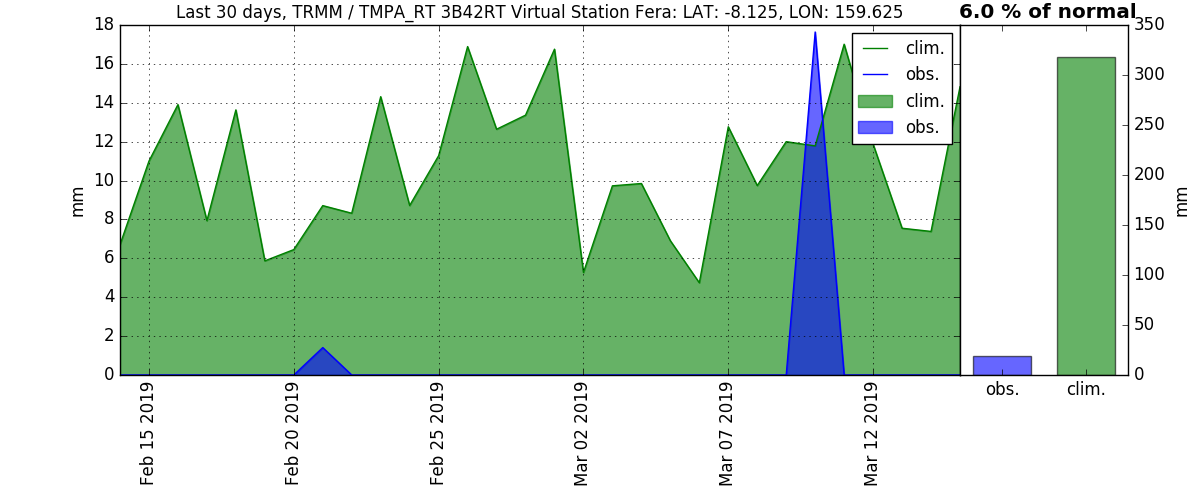 Last 30 days, TRMM / TMPA_RT 3B42RT Virtual Station Fera: LAT: -8.125, LON: 159.625
6.0 % of normal
18
16
14
12
10
8
6
4
2
0
mm
clim.
obs.
clim.
obs.
350
300
250
200
150
100
50
0
mm
Feb 15 2019
Feb 20 2019
Feb 25 2019
Mar 02 2019
Mar 07 2019
Mar 12 2019
obs.
clim.